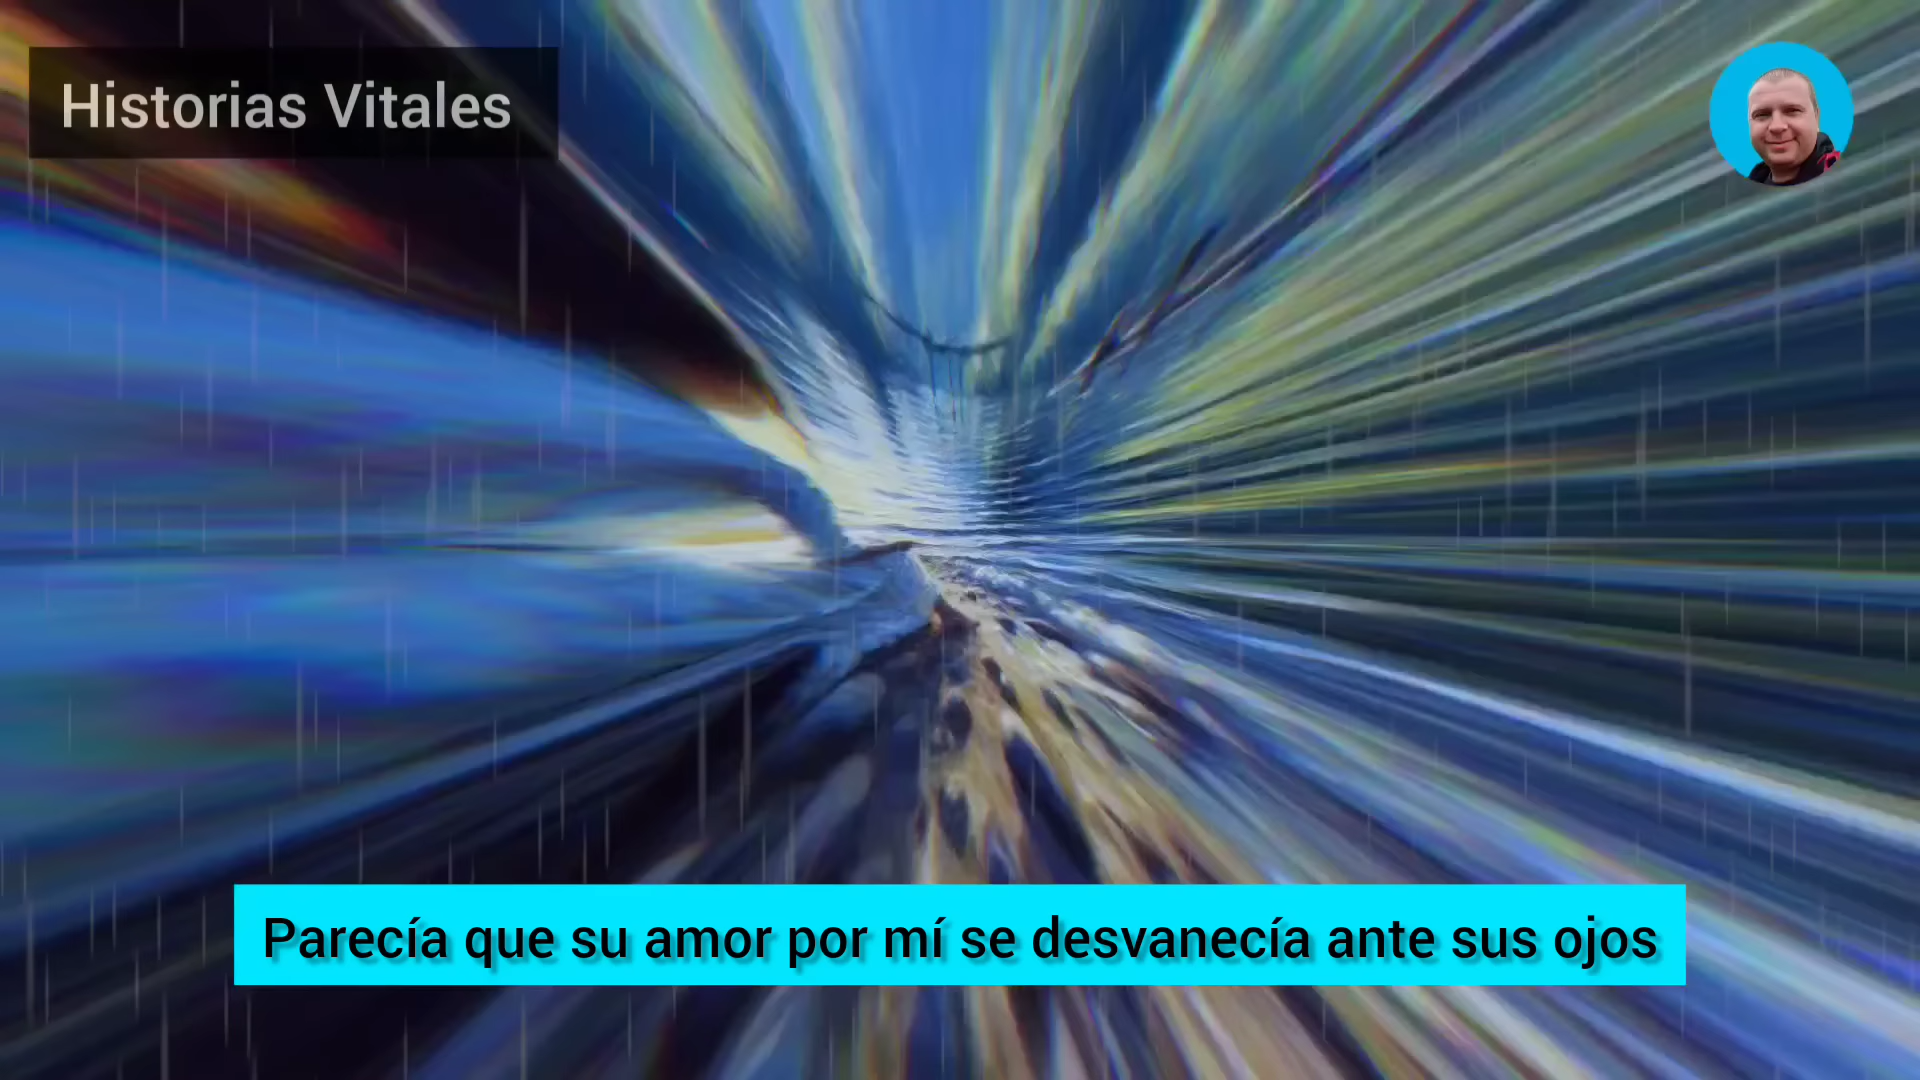 Historias Vitales
Parecía que su amor por mí se desvanecía ante sus ojos